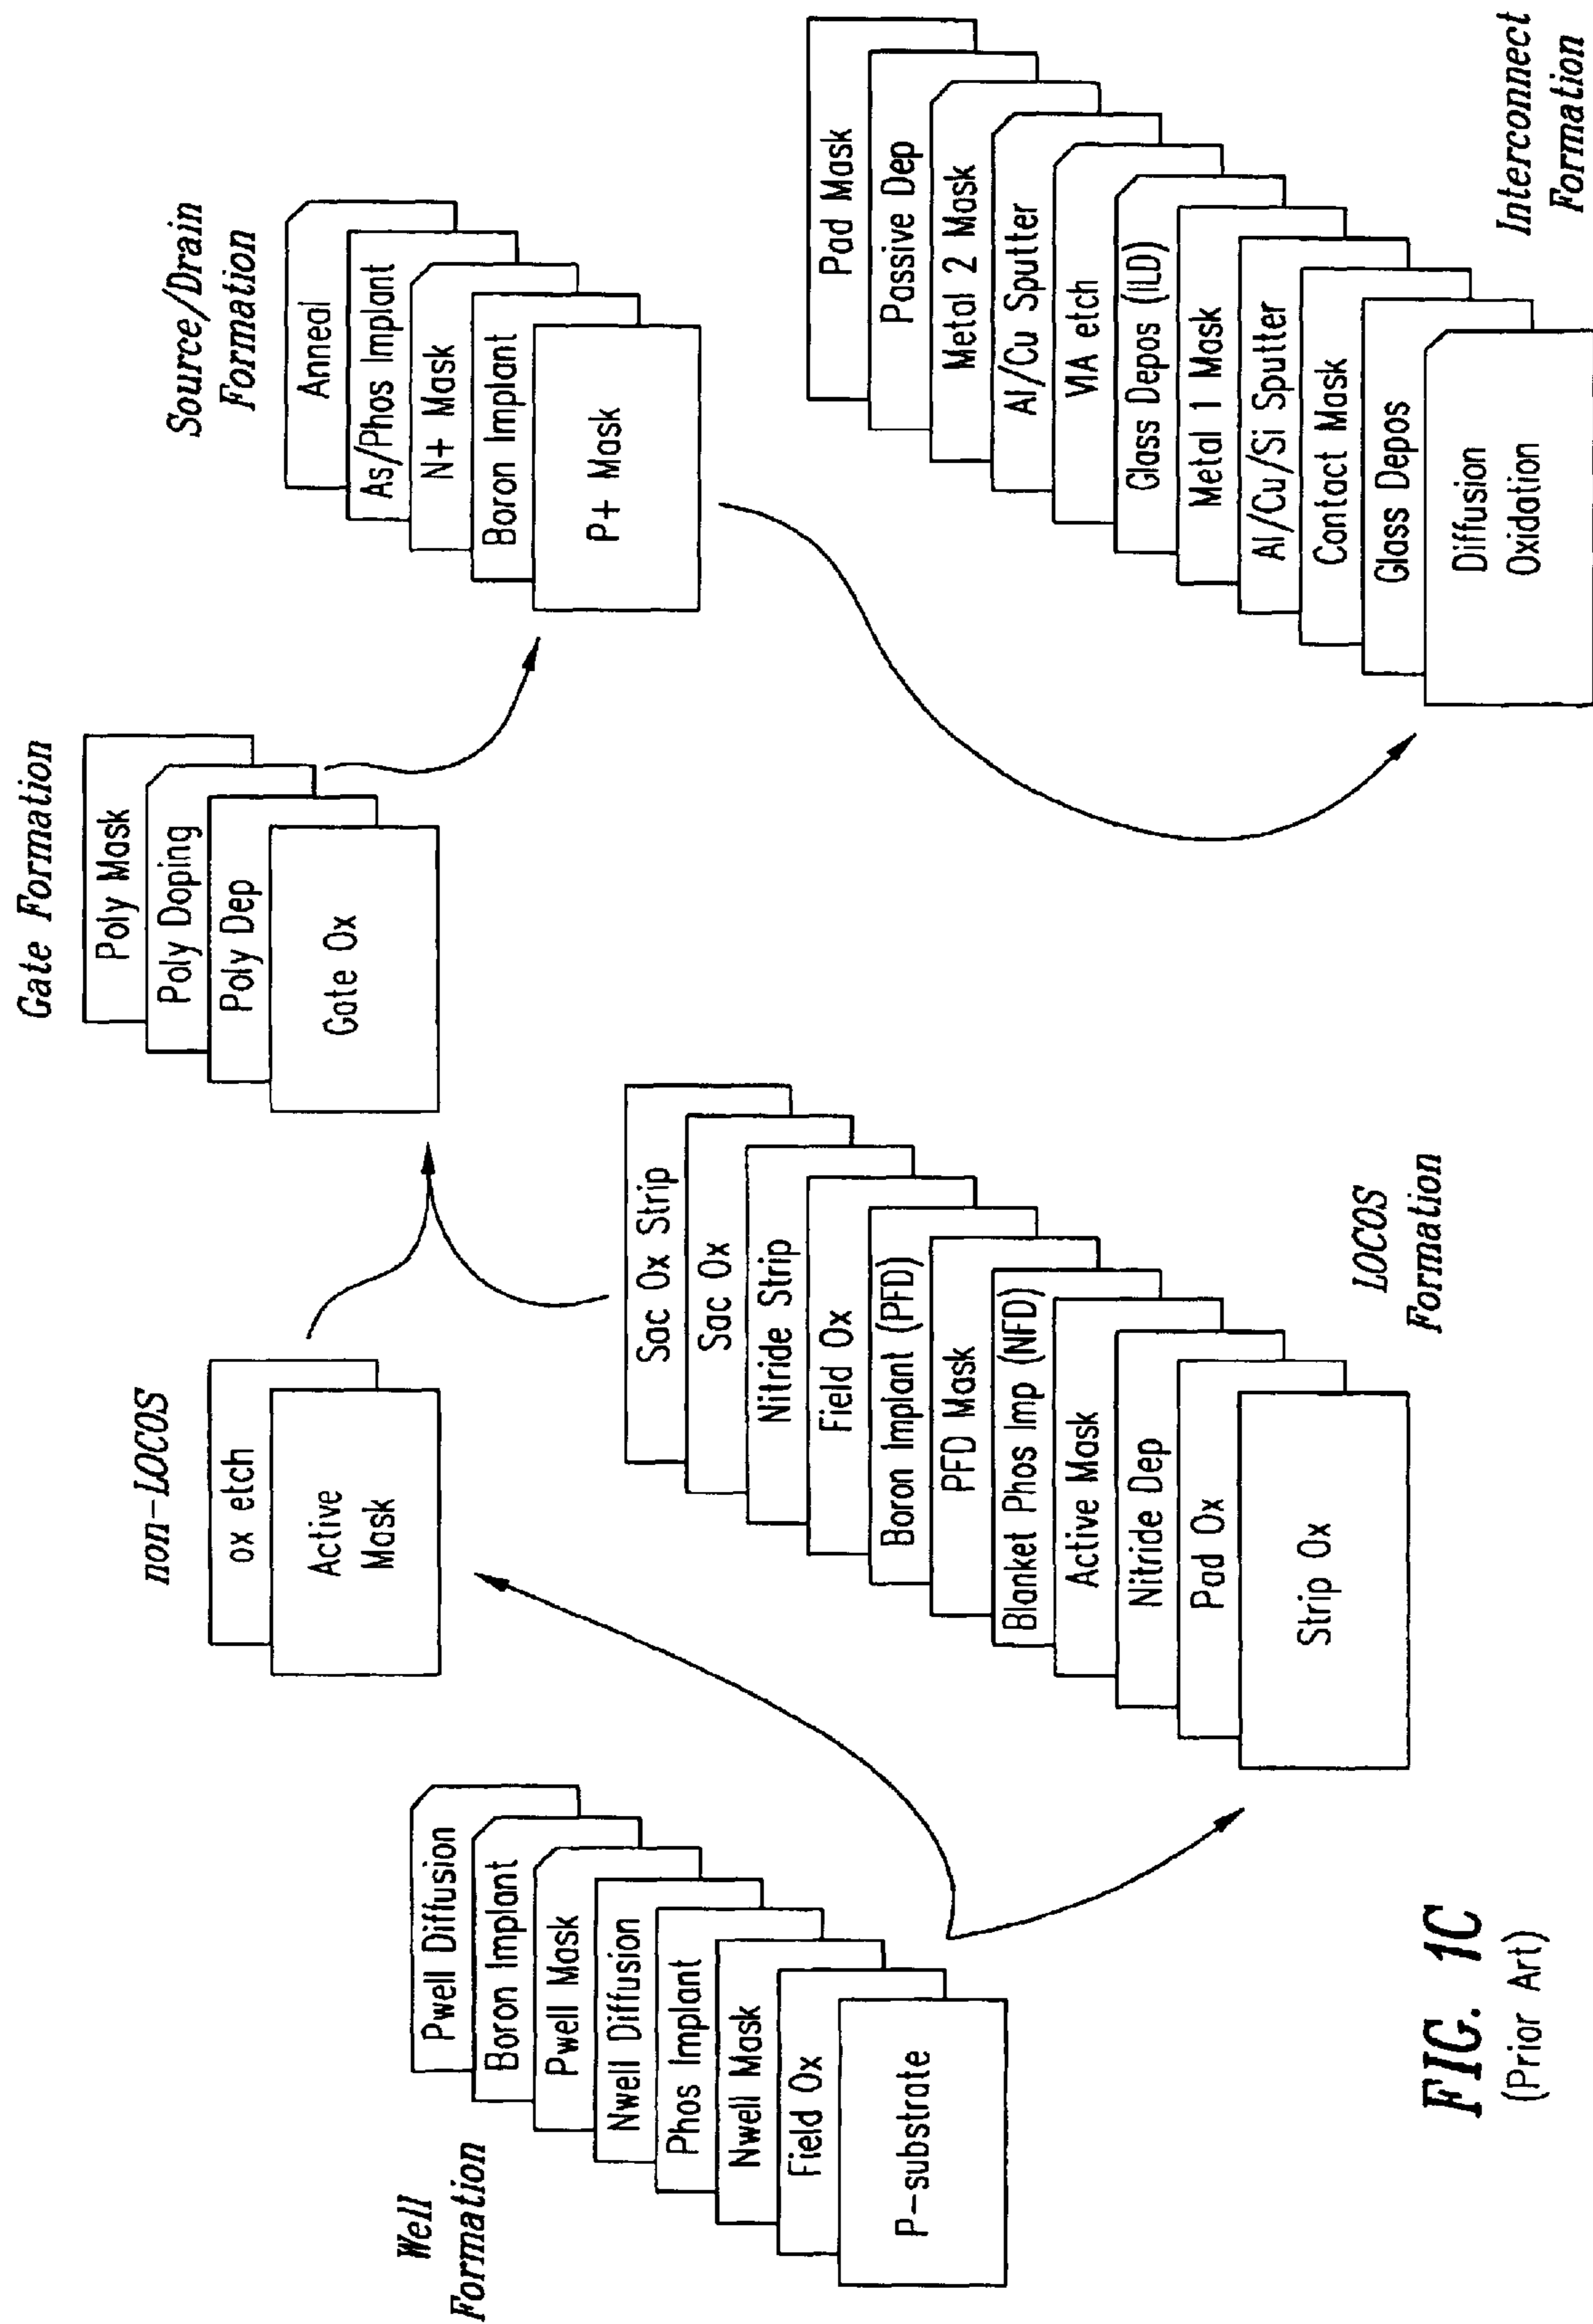 Well
Formation
Pwell Diffusion
Boron Implant
Pwell Mask
Nwell Diffusion
Phos Implant
Nwell Mask
Field Ox
P-substrate
non-LOCOS
ox etch
Active
Mask
Sac Ox Strip
Sac Ox
Nitride Strip
Field Ox
Boron Implant (PFD)
PFD Mask
Blanket Phos Imp (NFD)
Active Mask
Nitride Dep
Pad Ox
Strip Ox
LOCOS
Formation
Gate Formation
Poly Mask
Poly Doping
Poly Dep
Gate Ox
Source/Drain
Formation
Anneal
As/Phos Implant
N+ Mask
Boron Implant
P+ Mask
Pad Mask
Passive Dep
Metal 2 Mask
Al/Cu Sputter
VIA etch
Glass Depos (ILD)
Metal 1 Mask
Al/Cu/Si Sputter
Contact Mask
Glass Depos
Diffusion
Oxidation
Interconnect
Formation
FIG. 1C
(Prior Art)